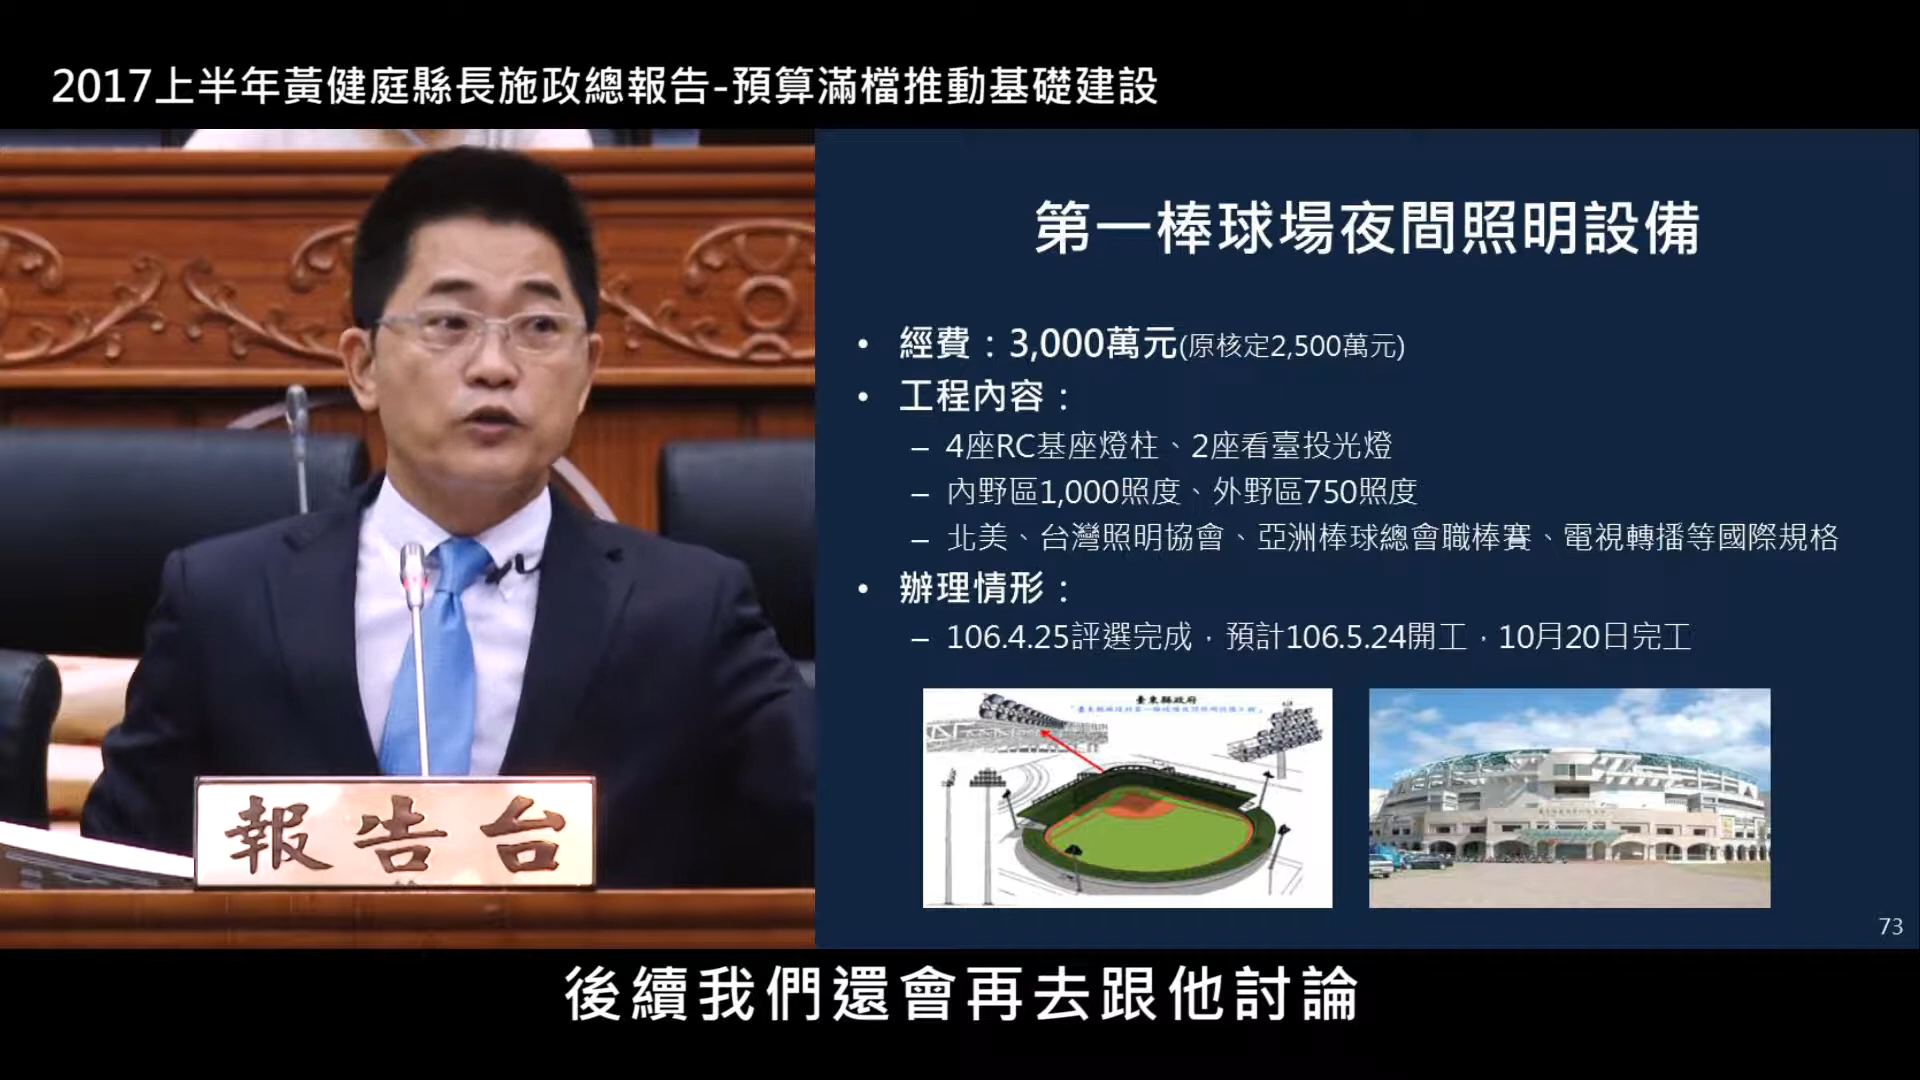 2017上半年黃健庭縣長施政總報告-預算滿檔推動基礎建設
第一棒球場夜間照明設備
• 經費：3,000萬元(原核定2,500萬元)
• 工程內容：
– 4座RC基座燈柱、2座看臺投光燈
– 內野區1,000照度、外野區750照度
– 北美、台灣照明協會、亞洲棒球總會職棒賽、電視轉播等國際規格
• 辦理情形：
– 106.4.25評選完成，預計106.5.24開工，10月20日完工
臺東縣政府
73
報告台
後續我們還會再去跟他討論